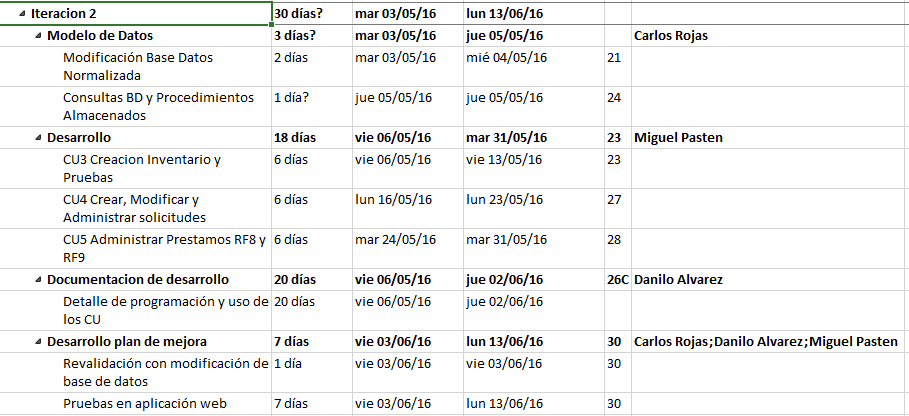 Iteracion 2 30 días? mar 03/05/16 lun 13/06/16
Modelo de Datos 3 días? mar 03/05/16 jue 05/05/16 Carlos Rojas
Modificación Base Datos 2 días mar 03/05/16 mié 04/05/16 21
Normalizada
Consultas BD y Procedimientos 1 día? jue 05/05/16 jue 05/05/16 24
Almacenados
Desarrollo 18 días vie 06/05/16 mar 31/05/16 23 Miguel Pasten
CU3 Creacion Inventario y 6 días vie 06/05/16 vie 13/05/16 23
Pruebas
CU4 Crear, Modificar y 6 días lun 16/05/16 lun 23/05/16 27
Administrar solicitudes
CU5 Administrar Prestamos RF8 y 6 días mar 24/05/16 mar 31/05/16 28
RF9
Documentacion de desarrollo 20 días vie 06/05/16 jue 02/06/16 26C Danilo Alvarez
Detalle de programación y uso de 20 días vie 06/05/16 jue 02/06/16
los CU
Desarrollo plan de mejora 7 días vie 03/06/16 lun 13/06/16 30 Carlos Rojas;Danilo Alvarez;Miguel Pasten
Revalidación con modificación de 1 día vie 03/06/16 vie 03/06/16 30
base de datos
Pruebas en aplicación web 7 días vie 03/06/16 lun 13/06/16 30